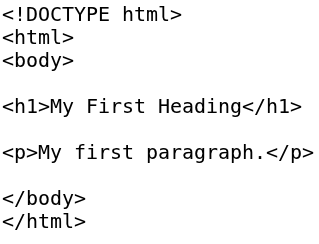 <!DOCTYPE html>
<html>
<body>

<h1>My First Heading</h1>

<p>My first paragraph.</p>

</body>
</html>